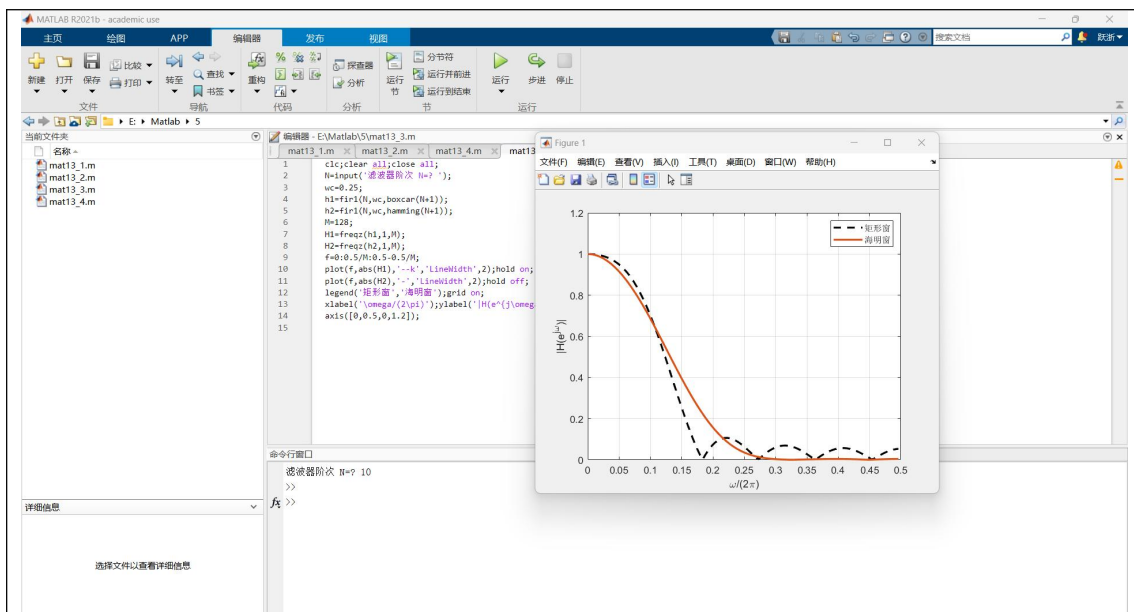 MATLAB R2021b - academic use
主页 绘图 APP 编辑器 发布 视图
搜索文档
跃浙
新建 打开 保存 比较 打印
转至 查找 书签
重构
探查器 分析
运行节 分节符 运行并前进 运行到结束
运行 步进 停止
文件 导航 代码 分析 节 运行
E: Matlab 5
当前文件夹
名称
mat13_1.m
mat13_2.m
mat13_3.m
mat13_4.m
详细信息
选择文件以查看详细信息
编辑器 - E:\Matlab\5\mat13_3.m
mat13_1.m mat13_2.m mat13_4.m mat13
1 clc;clear all;close all;
2 N=input('滤波器阶次 N=? ');
3 wc=0.25;
4 h1=fir1(N,wc,boxcar(N+1));
5 h2=fir1(N,wc,hamming(N+1));
6 M=128;
7 H1=freqz(h1,1,M);
8 H2=freqz(h2,1,M);
9 f=0:0.5/M:0.5-0.5/M;
10 plot(f,abs(H1),'--k','LineWidth',2);hold on;
11 plot(f,abs(H2),'-','LineWidth',2);hold off;
12 legend('矩形窗','海明窗');grid on;
13 xlabel('\omega/(2\pi)');ylabel('|H(e^{j\omega
14 axis([0,0.5,0,1.2]);
15
命令行窗口
滤波器阶次 N=? 10
>>
fx >>
Figure 1
文件(F) 编辑(E) 查看(V) 插入(I) 工具(T) 桌面(D) 窗口(W) 帮助(H)
矩形窗
海明窗
1.2
1
0.8
0.6
0.4
0.2
0
|H(e^{jω})|
0 0.05 0.1 0.15 0.2 0.25 0.3 0.35 0.4 0.45 0.5
ω/(2π)